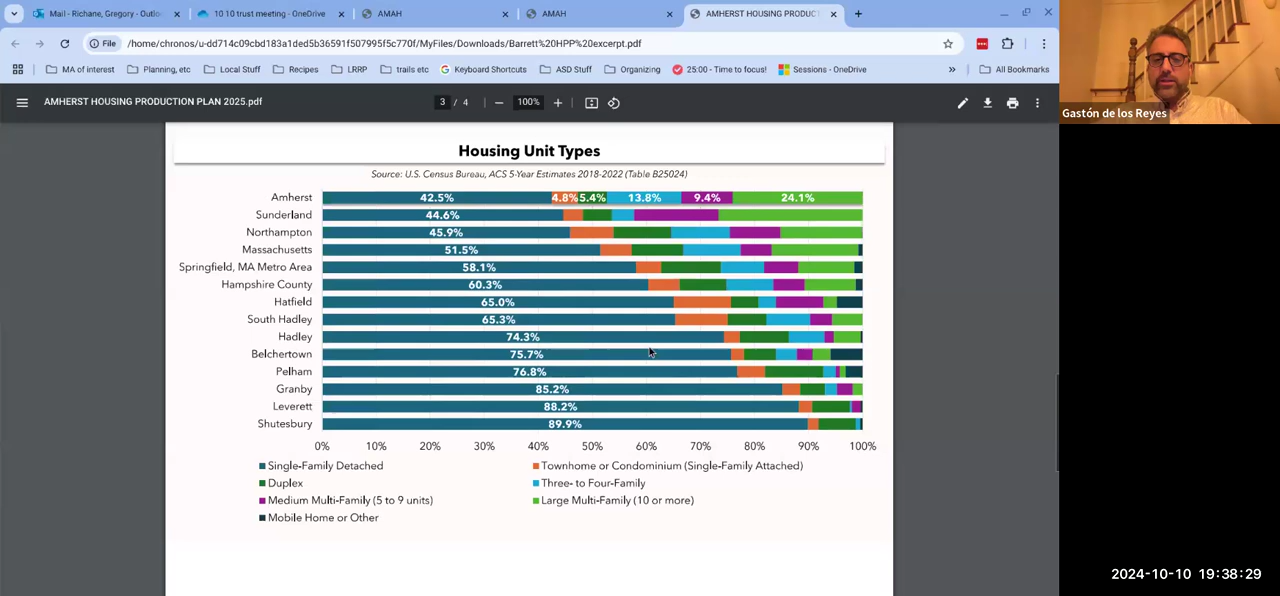 Mail - Richane, Gregory - Outlo
10 10 trust meeting - OneDrive
AMAH
AMAH
AMHERST HOUSING PRODUCT
File
/home/chronos/u-dd714c09cbd183a1ded5b36591f507995f5c770f/MyFiles/Downloads/Barrett%20HPP%20excerpt.pdf
MA of interest
Planning, etc
Local Stuff
Recipes
LRRP
trails etc
Keyboard Shortcuts
ASD Stuff
Organizing
25:00 - Time to focus!
Sessions - OneDrive
»
All Bookmarks
AMHERST HOUSING PRODUCTION PLAN 2025.pdf
3 / 4
100%
Gastón de los Reyes
Housing Unit Types
Source: U.S. Census Bureau, ACS 5-Year Estimates 2018-2022 (Table B25024)
Amherst 42.5% 4.8% 5.4% 13.8% 9.4% 24.1%
Sunderland 44.6%
Northampton 45.9%
Massachusetts 51.5%
Springfield, MA Metro Area 58.1%
Hampshire County 60.3%
Hatfield 65.0%
South Hadley 65.3%
Hadley 74.3%
Belchertown 75.7%
Pelham 76.8%
Granby 85.2%
Leverett 88.2%
Shutesbury 89.9%
0% 10% 20% 30% 40% 50% 60% 70% 80% 90% 100%
Single-Family Detached
Townhome or Condominium (Single-Family Attached)
Duplex
Three- to Four-Family
Medium Multi-Family (5 to 9 units)
Large Multi-Family (10 or more)
Mobile Home or Other
2024-10-10 19:38:29